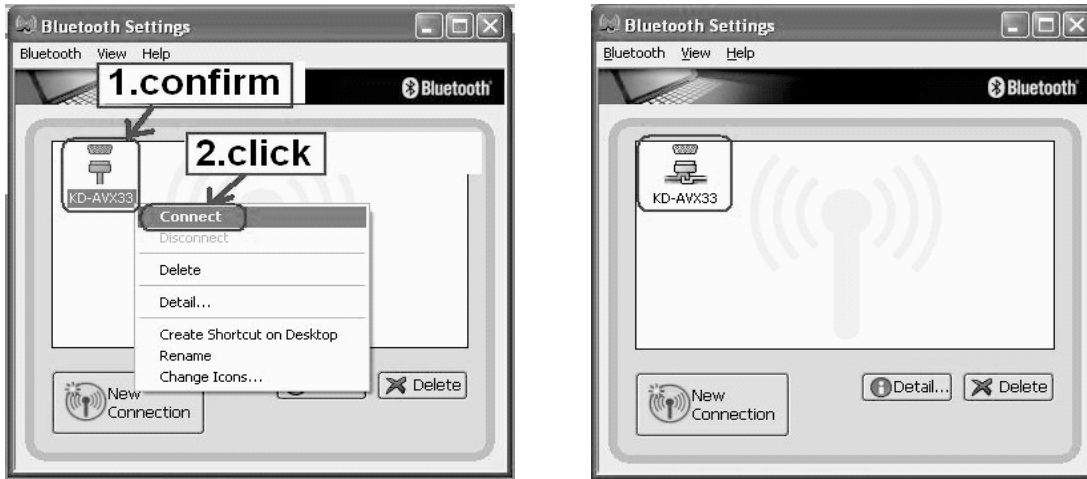 Bluetooth Settings
Bluetooth View Help
1.confirm
Bluetooth
2.click
KD-AVX33
Connect
Disconnect
Delete
Detail...
Create Shortcut on Desktop
Rename
Change Icons...
New
Connection
Delete
Bluetooth Settings
Bluetooth View Help
Bluetooth
KD-AVX33
New
Connection
Detail...
Delete